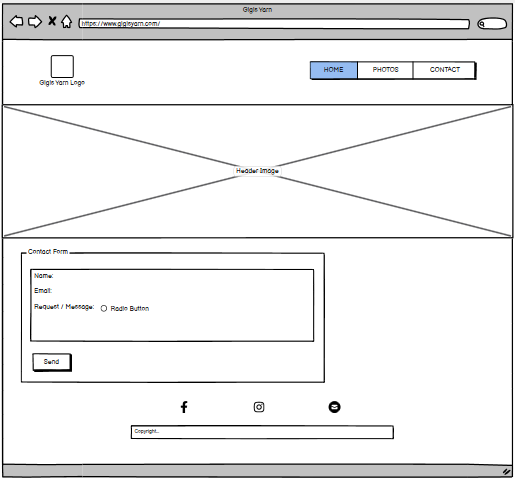 Gigis Yarn
https://www.gigisyarn.com/
Gigis Yarn Logo
HOME
PHOTOS
CONTACT
Header Image
Contact Form
Name:
Email:
Request / Message: Radio Button
Send
Copyright..